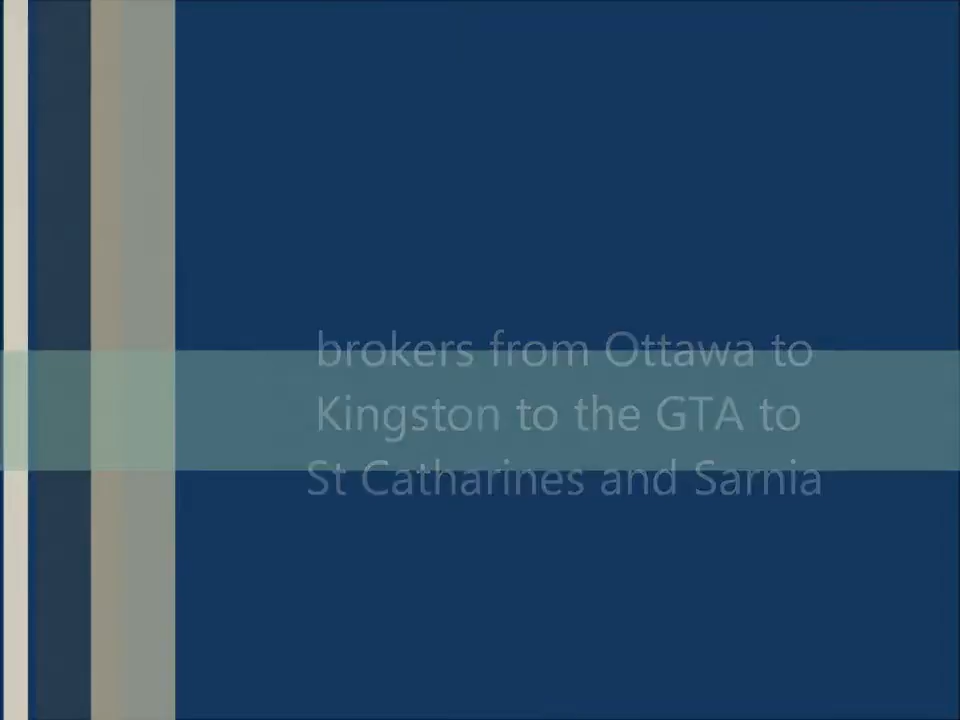 brokers from Ottawa to
Kingston to the GTA to
St Catharines and Sarnia